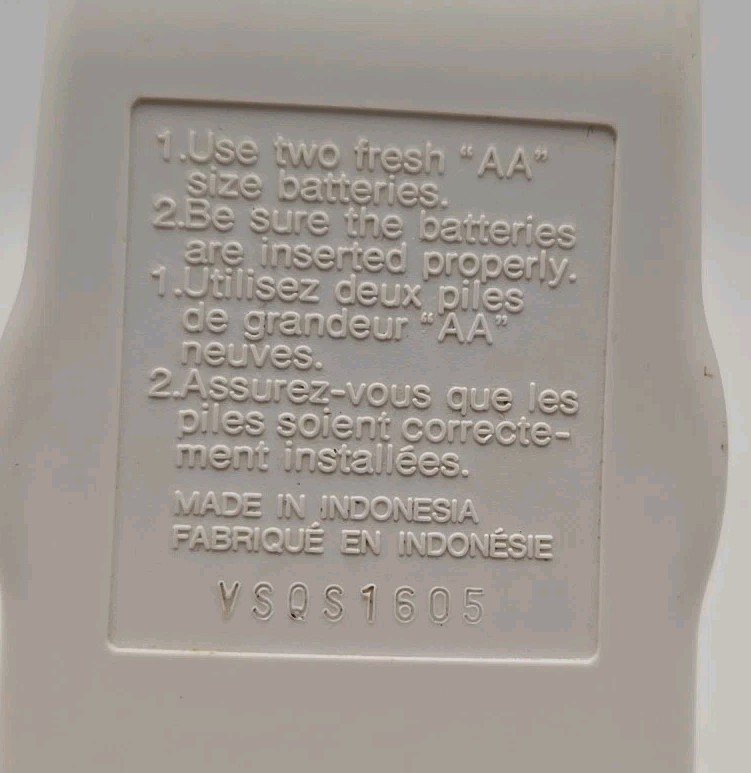 1.Use two fresh “AA”
size batteries.
2.Be sure the batteries
are inserted properly.
1.Utilisez deux piles
de grandeur “AA”
neuves.
2.Assurez-vous que les
piles soient correcte-
ment installées.
MADE IN INDONESIA
FABRIQUÉ EN INDONÉSIE
VSQS1605